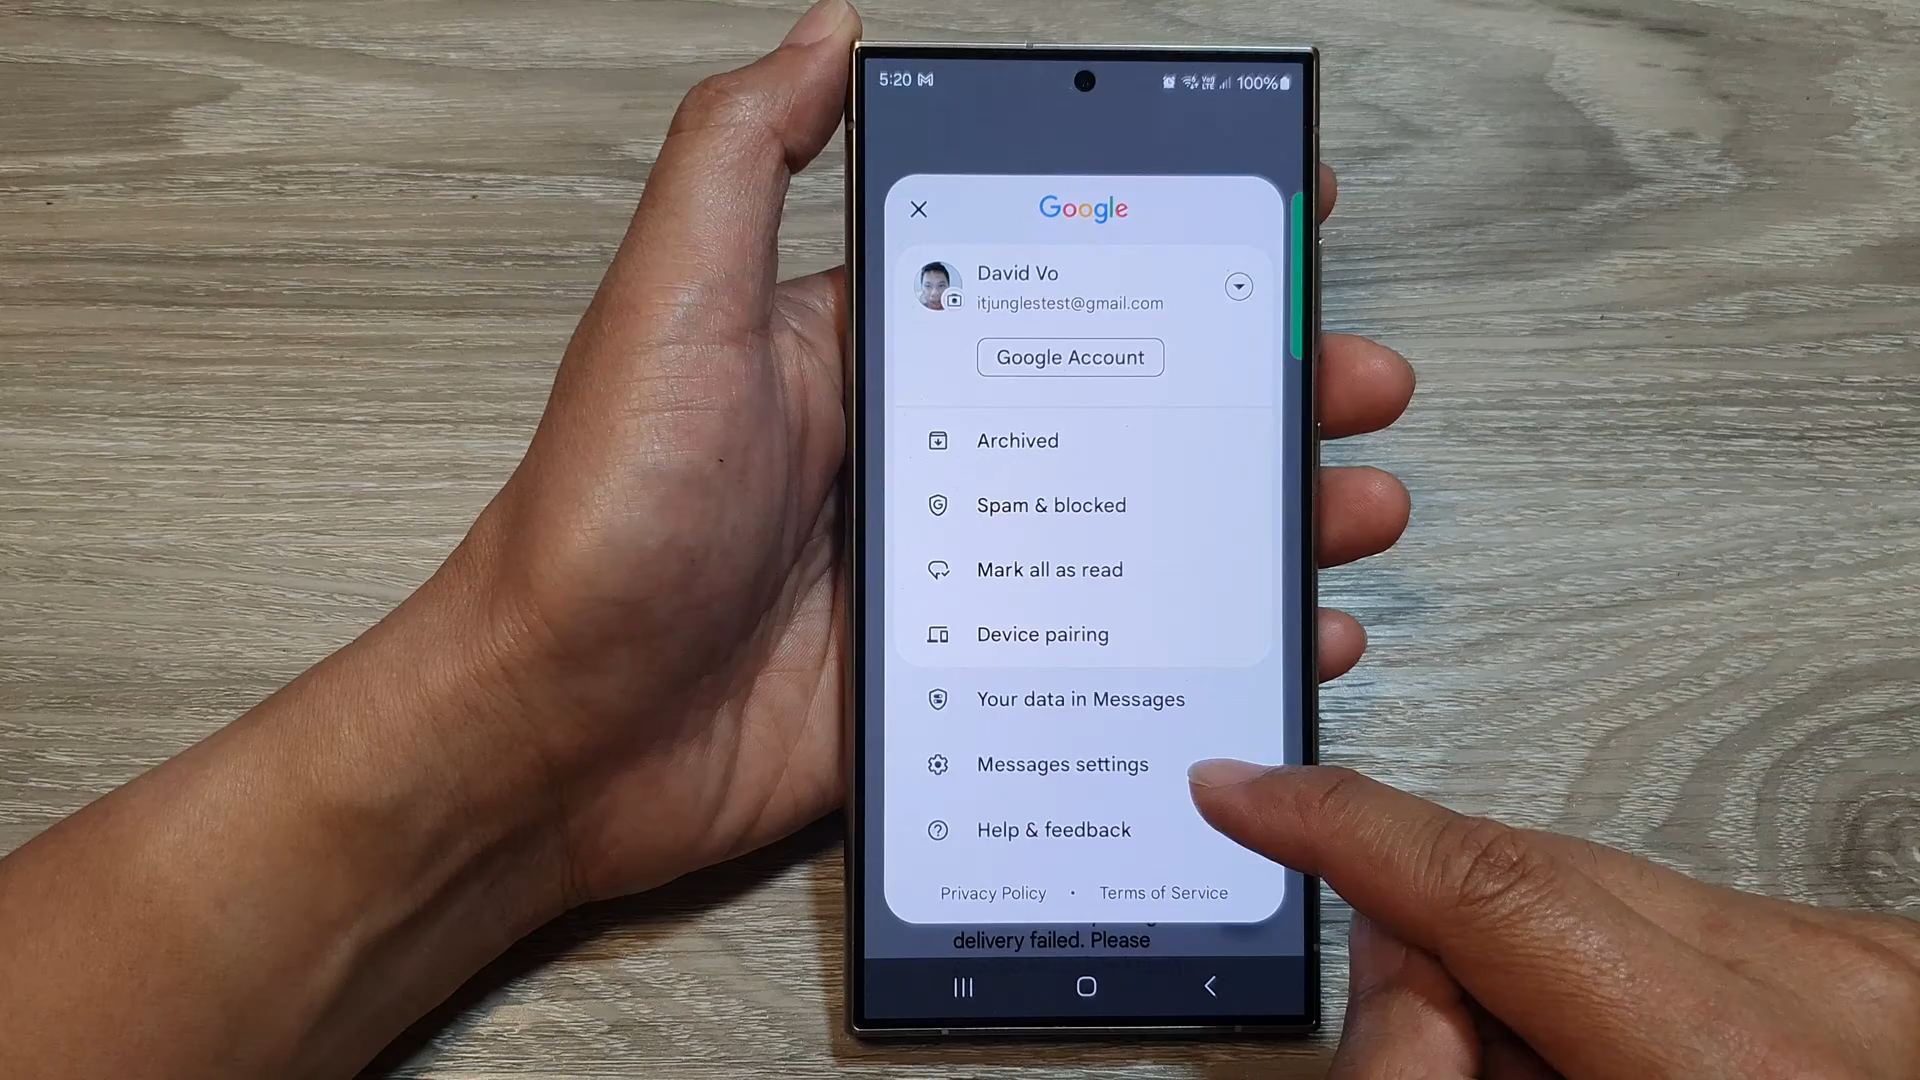 5:20
100%
Google
David Vo
itjunglestest@gmail.com
Google Account
Archived
Spam & blocked
Mark all as read
Device pairing
Your data in Messages
Messages settings
Help & feedback
Privacy Policy • Terms of Service
delivery failed. Please